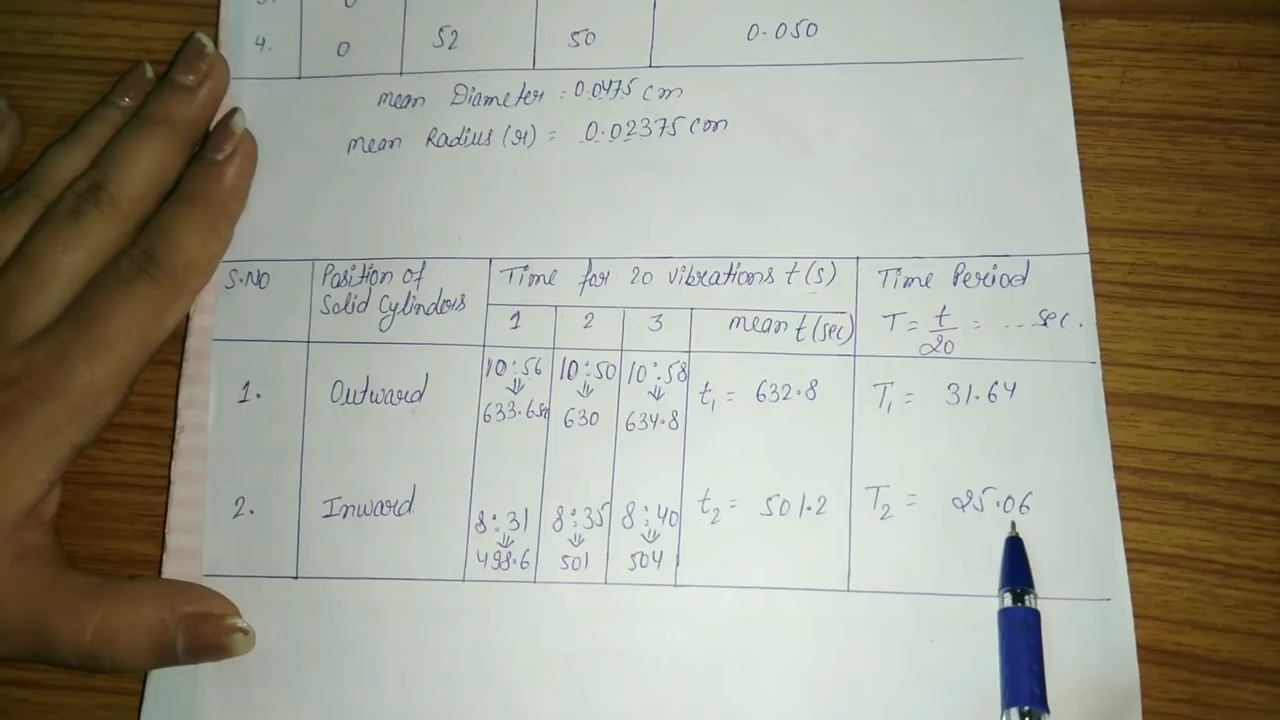 4. 0 52 50 0.050
mean Diameter = 0.0475 cm
mean Radius (r) = 0.02375 cm
S.NO Position of Solid Cylinders Time for 20 vibrations t(s) Time Period
1 2 3 mean t(sec) T = t/20 = ...sec.
1. Outward 10:56 10:50 10:58 t1 = 632.8 T1 = 31.64
633.6 630 634.8
2. Inward 8:31 8:35 8:40 t2 = 501.2 T2 = 25.06
498.6 501 504